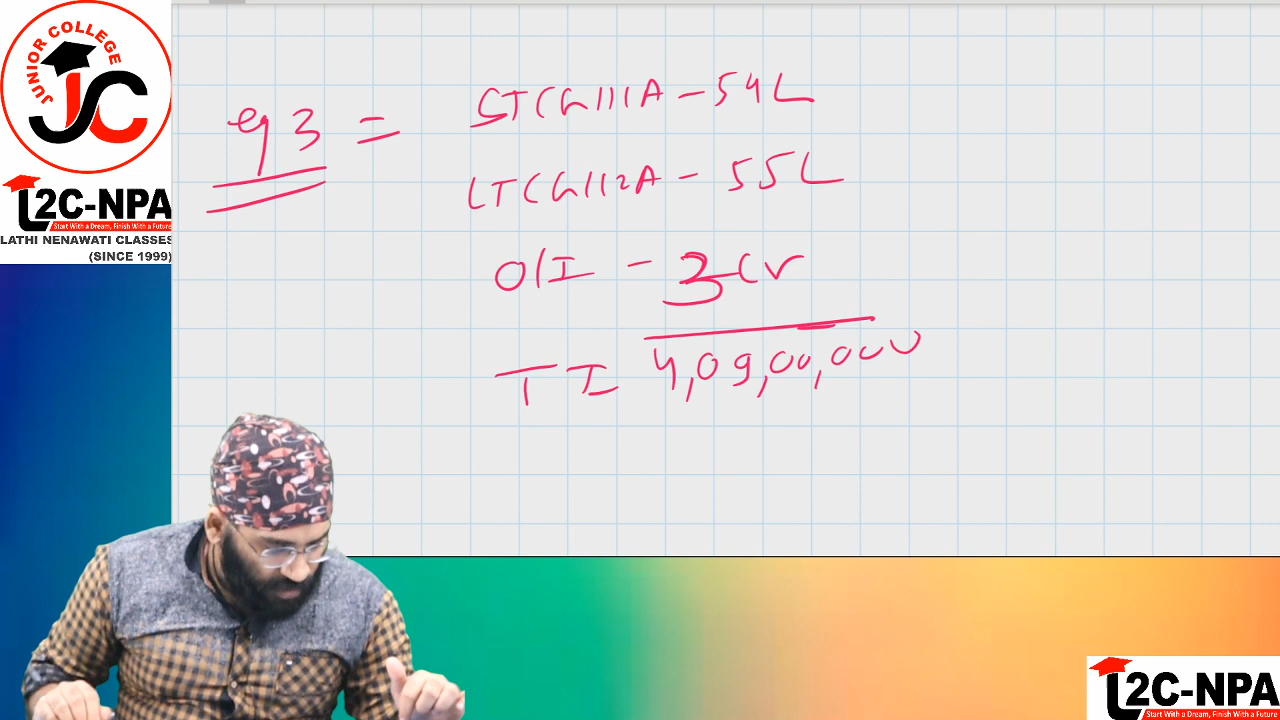 JUNIOR COLLEGE
JC
L2C-NPA
Start With a Dream, Finish With a Future
LATHI NENAWATI CLASSES
(SINCE 1999)
eg 3 =
STCG111A - 54L
LTCG112A - 55L
O/I - 3Cr
TI 4,09,00,000
L2C-NPA
Start With a Dream, Finish With a Future